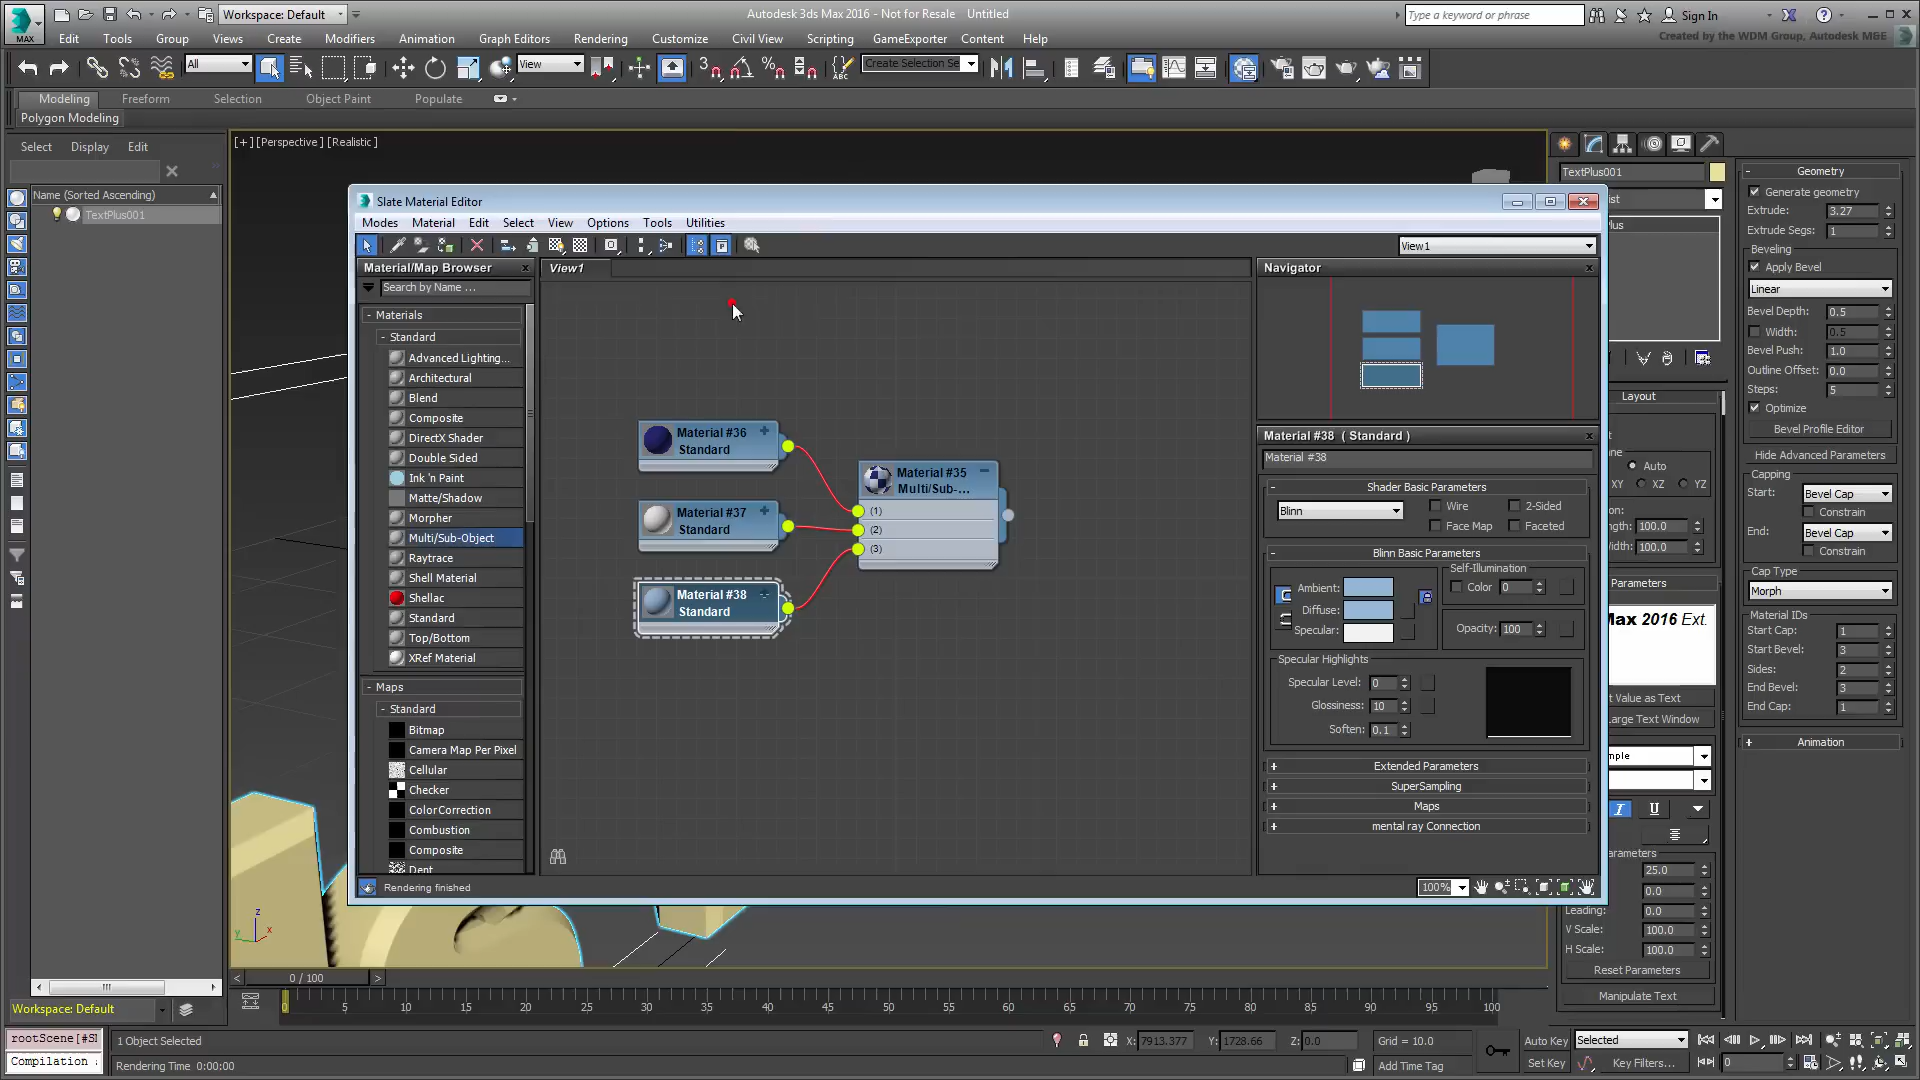 Workspace: Default
Autodesk 3ds Max 2016 - Not for Resale Untitled
Type a keyword or phrase
Sign In
MAX
Edit Tools Group Views Create Modifiers Animation Graph Editors Rendering Customize Civil View Scripting GameExporter Content Help
Created by the WDM Group, Autodesk M&E
All
View
3
ABC
Create Selection Se
Modeling Freeform Selection Object Paint Populate
Polygon Modeling
Select Display Edit
[+] [Perspective ] [Realistic ]
Name (Sorted Ascending)
TextPlus001
Slate Material Editor
Modes Material Edit Select View Options Tools Utilities
View1
Material/Map Browser
Search by Name ...
- Materials
- Standard
Advanced Lighting...
Architectural
Blend
Composite
DirectX Shader
Double Sided
Ink 'n Paint
Matte/Shadow
Morpher
Multi/Sub-Object
Raytrace
Shell Material
Shellac
Standard
Top/Bottom
XRef Material
- Maps
- Standard
Bitmap
Camera Map Per Pixel
Cellular
Checker
ColorCorrection
Combustion
Composite
Dent
Rendering finished
View1
Material #36
Standard
Material #37
Standard
Material #38
Standard
Material #35
Multi/Sub-...
(1)
(2)
(3)
Navigator
Material #38 ( Standard )
Material #38
- Shader Basic Parameters
Blinn
Wire 2-Sided
Face Map Faceted
- Blinn Basic Parameters
Self-Illumination
Ambient:
Color 0
Diffuse:
Specular:
Opacity: 100
Specular Highlights
Specular Level: 0
Glossiness: 10
Soften: 0.1
+ Extended Parameters
+ SuperSampling
+ Maps
+ mental ray Connection
100%
TextPlus001
ist
Plus
Layout
ane
Auto
XY XZ YZ
on:
ength: 100.0
Width: 100.0
Parameters
Max 2016 Ext.
t Value as Text
Large Text Window
mple
I U
arameters
25.0
0.0
Leading: 0.0
V Scale: 100.0
H Scale: 100.0
Reset Parameters
Manipulate Text
- Geometry
Generate geometry
Extrude: 3.27
Extrude Segs: 1
Beveling
Apply Bevel
Linear
Bevel Depth: 0.5
Width: 0.5
Bevel Push: 1.0
Outline Offset: 0.0
Steps: 5
Optimize
Bevel Profile Editor
Hide Advanced Parameters
Capping
Start: Bevel Cap
Constrain
End: Bevel Cap
Constrain
Cap Type
Morph
Material IDs
Start Cap: 1
Start Bevel: 3
Sides: 2
End Bevel: 3
End Cap: 1
+ Animation
z
y x
< 0 / 100 >
0 5 10 15 20 25 30 35 40 45 50 55 60 65 70 75 80 85 90 95 100
Workspace: Default
rootScene[#SI
Compilation
1 Object Selected
Rendering Time 0:00:00
X: 7913.377 Y: 1728.66 Z: 0.0
Grid = 10.0
Add Time Tag
Auto Key Selected
Set Key Key Filters...
0